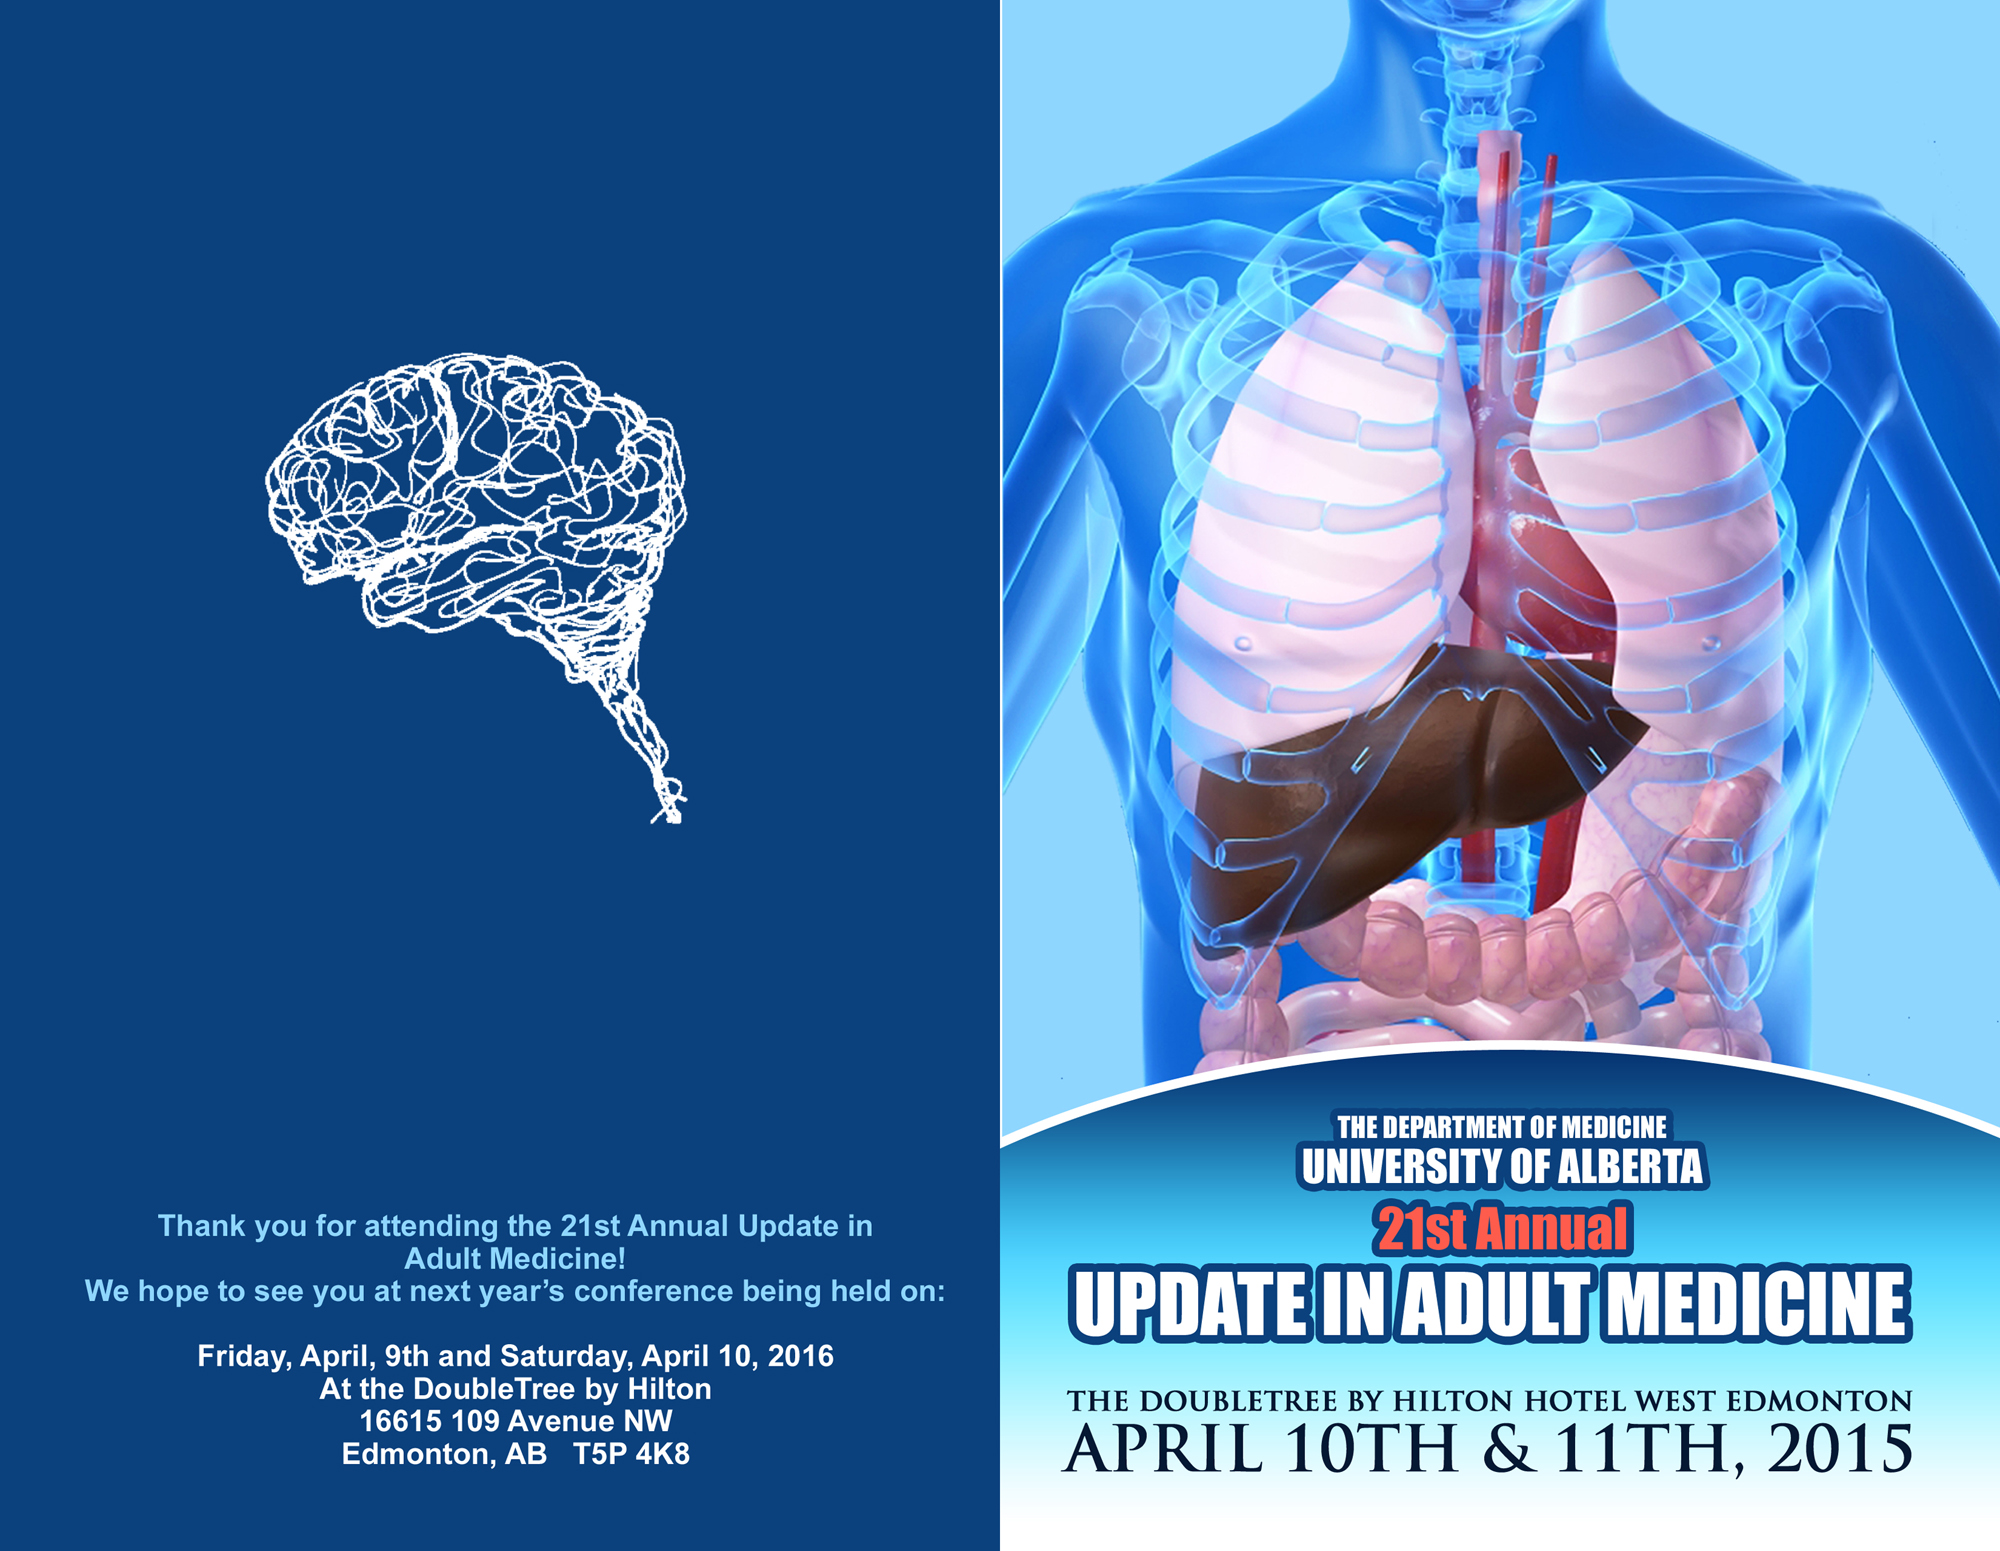 Thank you for attending the 21st Annual Update in
Adult Medicine!
We hope to see you at next year’s conference being held on:
Friday, April, 9th and Saturday, April 10, 2016
At the DoubleTree by Hilton
16615 109 Avenue NW
Edmonton, AB   T5P 4K8
THE DEPARTMENT OF MEDICINE
UNIVERSITY OF ALBERTA
21st Annual
UPDATE IN ADULT MEDICINE
THE DOUBLETREE BY HILTON HOTEL WEST EDMONTON
APRIL 10TH & 11TH, 2015